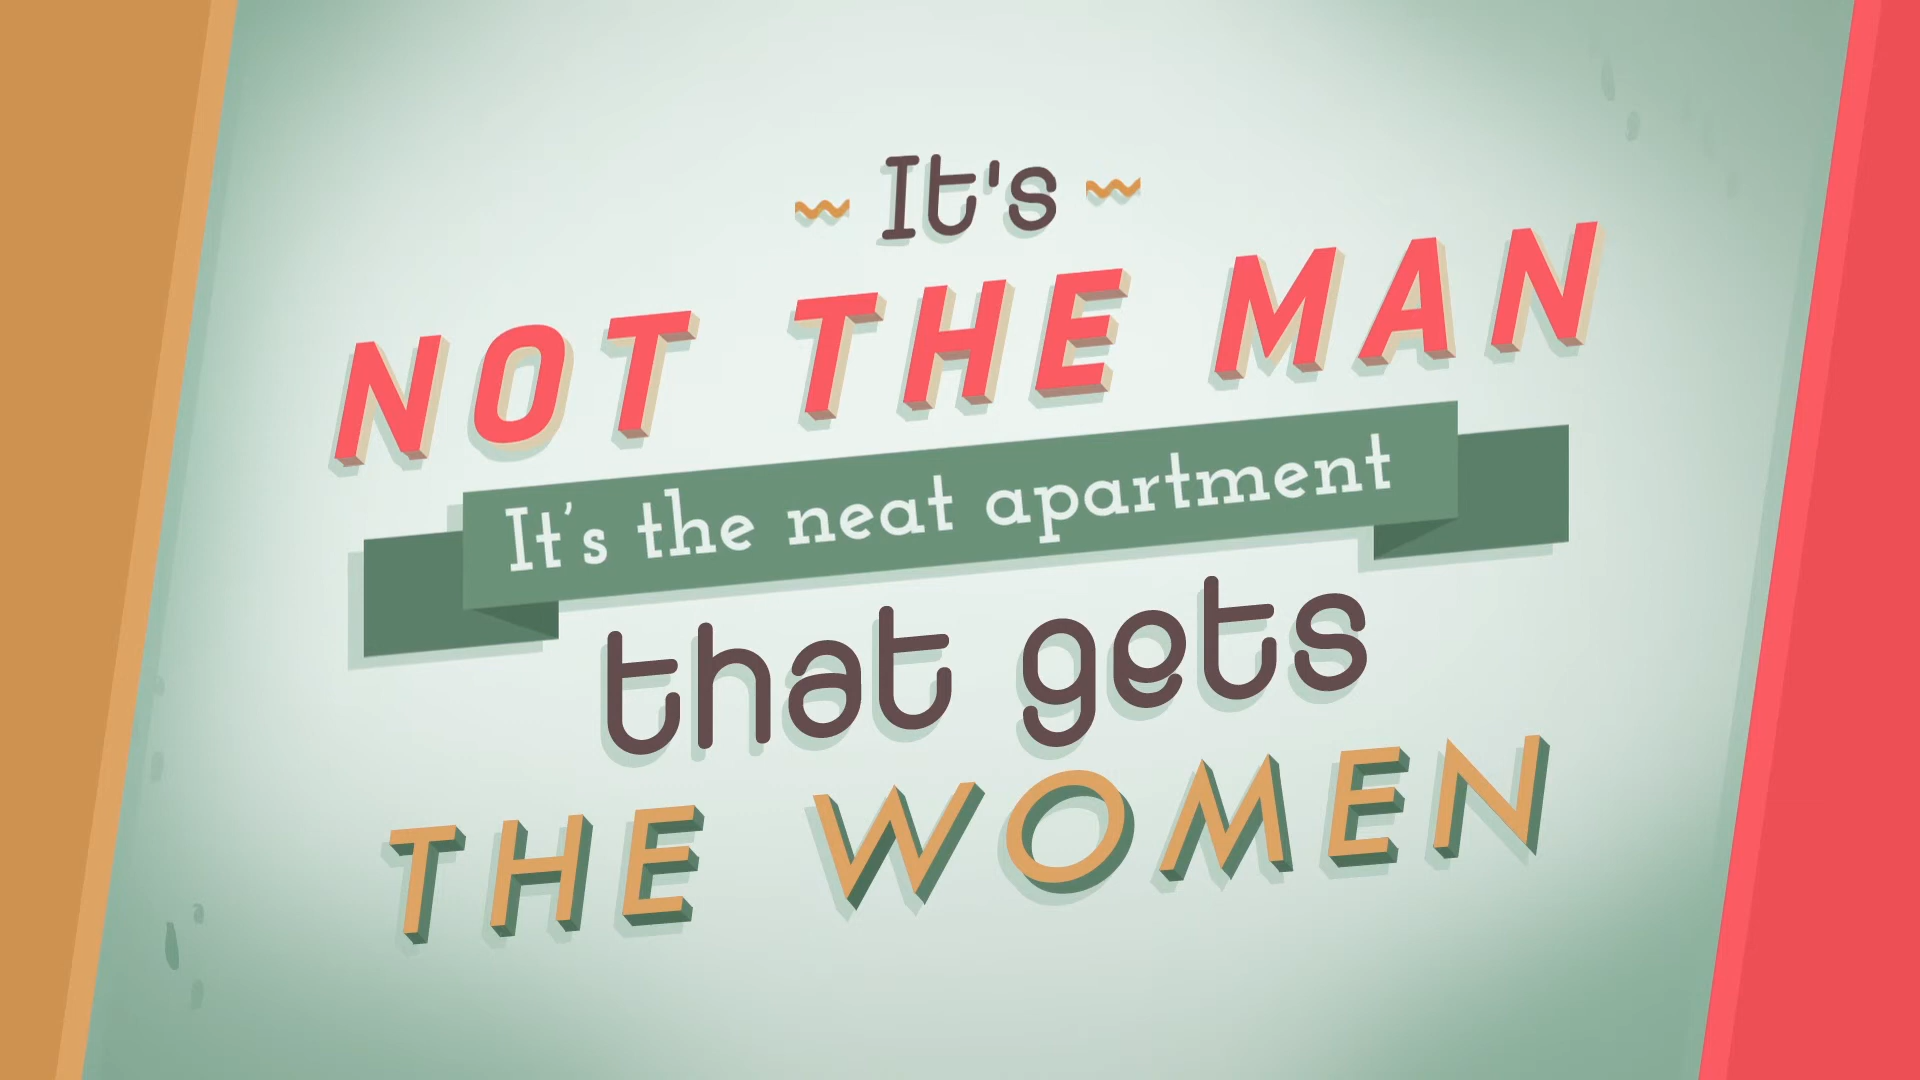 It's
NOT THE MAN
It's the neat apartment
that gets
THE WOMEN